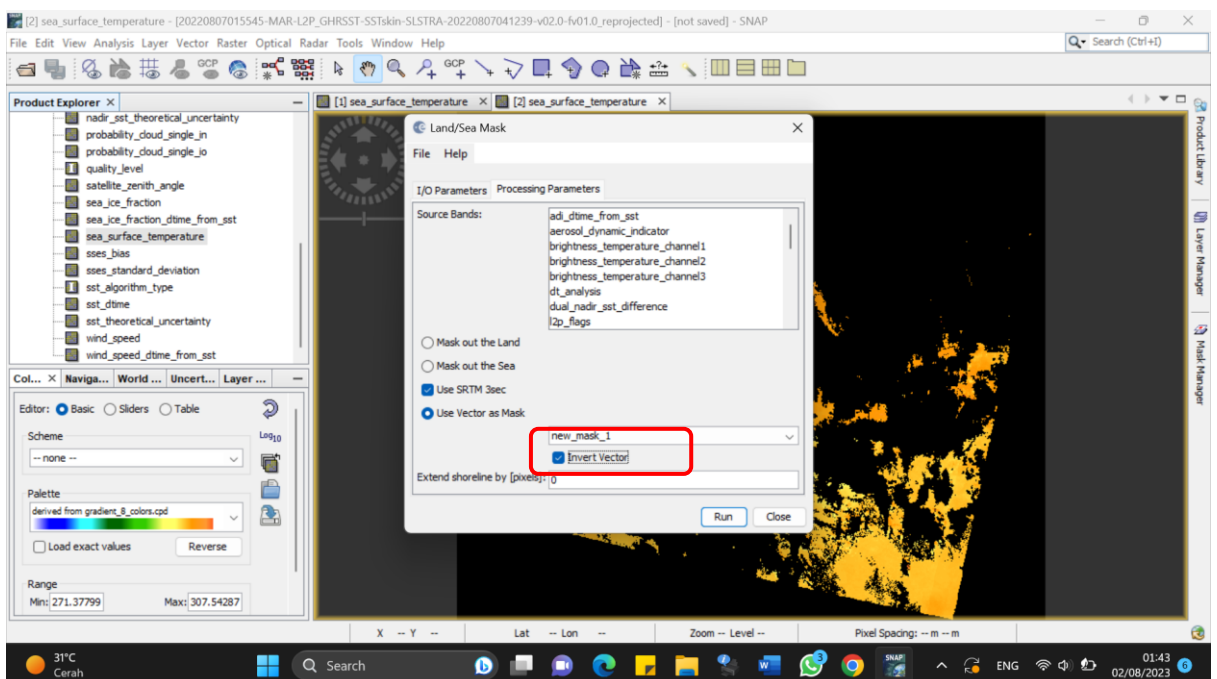 [2] sea_surface_temperature - [20220807015545-MAR-L2P_GHRSST-SSTskin-SLSTRA-20220807041239-v02.0-fv01.0_reprojected] - [not saved] - SNAP
File Edit View Analysis Layer Vector Raster Optical Radar Tools Window Help
Search (Ctrl+I)
GCP
GCP
Product Explorer
[1] sea_surface_temperature
[2] sea_surface_temperature
nadir_sst_theoretical_uncertainty
probability_cloud_single_in
probability_cloud_single_io
quality_level
satellite_zenith_angle
sea_ice_fraction
sea_ice_fraction_dtime_from_sst
sea_surface_temperature
sses_bias
sses_standard_deviation
sst_algorithm_type
sst_dtime
sst_theoretical_uncertainty
wind_speed
wind_speed_dtime_from_sst
Col... Naviga... World ... Uncert... Layer ...
Editor: Basic Sliders Table
Scheme
Log10
-- none --
Palette
derived from gradient_8_colors.cpd
Load exact values
Reverse
Range
Min: 271.37799 Max: 307.54287
Land/Sea Mask
File Help
I/O Parameters Processing Parameters
Source Bands:
adi_dtime_from_sst
aerosol_dynamic_indicator
brightness_temperature_channel1
brightness_temperature_channel2
brightness_temperature_channel3
dt_analysis
dual_nadir_sst_difference
l2p_flags
Mask out the Land
Mask out the Sea
Use SRTM 3sec
Use Vector as Mask
new_mask_1
Invert Vector
Extend shoreline by [pixels]: 0
Run Close
Product Library
Layer Manager
Mask Manager
X -- Y -- Lat -- Lon -- Zoom -- Level -- Pixel Spacing: -- m -- m
31°C
Cerah
Search
3
SNAP
ENG
01:43
02/08/2023
6